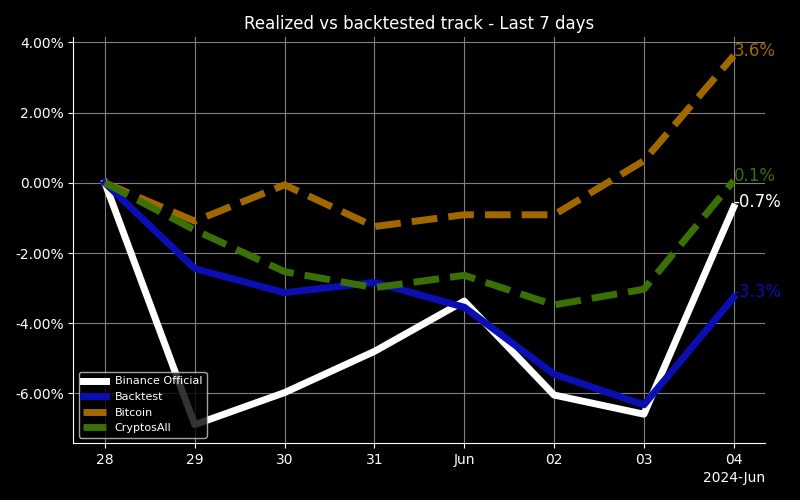 Realized vs backtested track - Last 7 days
4.00%
2.00%
0.00%
-2.00%
-4.00%
-6.00%
3.6%
0.1%
-0.7%
-3.3%
Binance Official
Backtest
Bitcoin
CryptosAll
28 29 30 31 Jun 02 03 04
2024-Jun